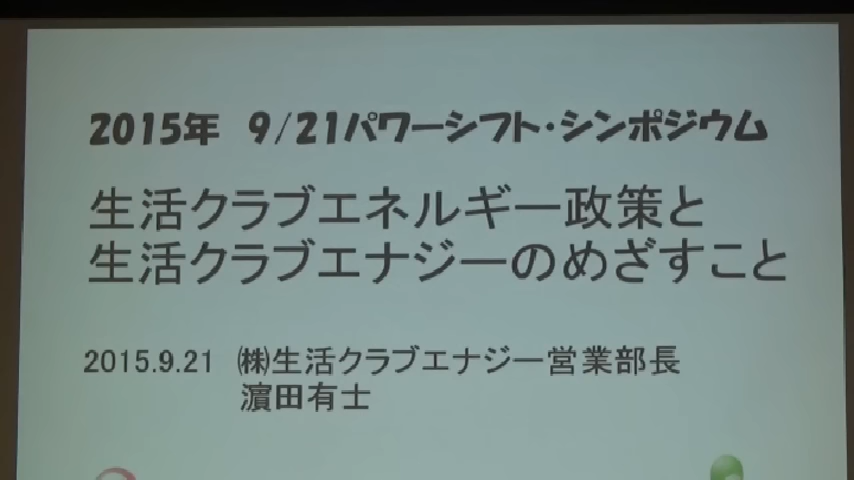 2015年 9/21パワーシフト・シンポジウム
生活クラブエネルギー政策と
生活クラブエナジーのめざすこと
2015.9.21 ㈱生活クラブエナジー営業部長
濵田有士